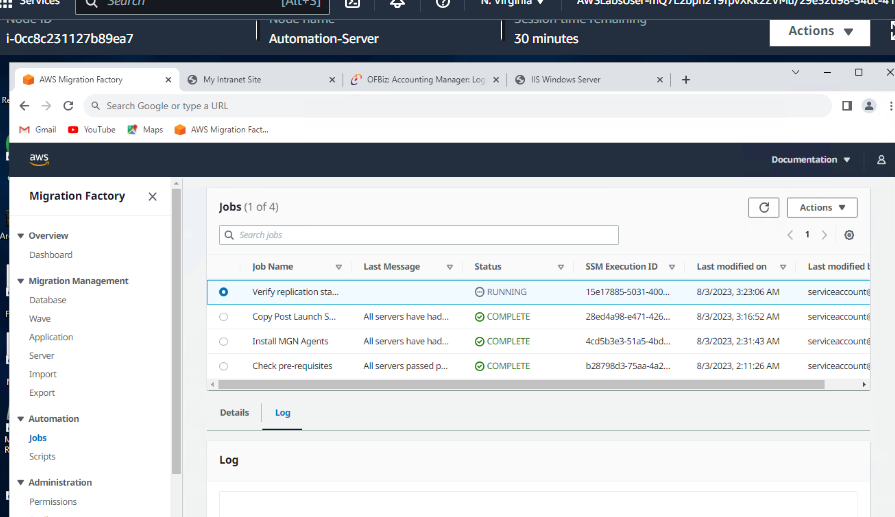 Services
Search
[Alt+S]
N. Virginia
Node ID
Node name
Session time remaining
i-0cc8c231127b89ea7
Automation-Server
30 minutes
Actions
AWS Migration Factory
My Intranet Site
OFBiz: Accounting Manager: Log
IIS Windows Server
Search Google or type a URL
Gmail
YouTube
Maps
AWS Migration Fact...
aws
Documentation
Migration Factory
Overview
Dashboard
Migration Management
Database
Wave
Application
Server
Import
Export
Automation
Jobs
Scripts
Administration
Permissions
Jobs (1 of 4)
Actions
Search jobs
1
Job Name Last Message Status SSM Execution ID Last modified on Last modified b
Verify replication sta... RUNNING 15e17885-5031-400... 8/3/2023, 3:23:06 AM serviceaccount@
Copy Post Launch S... All servers have had... COMPLETE 28ed4a98-e471-426... 8/3/2023, 3:16:52 AM serviceaccount@
Install MGN Agents All servers have had... COMPLETE 4cd5b3e3-51a5-4bd... 8/3/2023, 2:31:43 AM serviceaccount@
Check pre-requisites All servers passed p... COMPLETE b28798d3-75aa-4a2... 8/3/2023, 2:11:26 AM serviceaccount@
Details
Log
Log